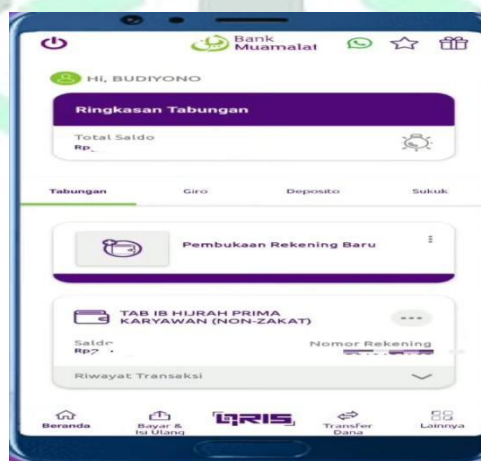 Bank
Muamalat
Hi, BUDIYONO
Ringkasan Tabungan
Total Saldo
Rp
Tabungan Giro Deposito Sukuk
Pembukaan Rekening Baru
TAB IB HIJRAH PRIMA
KARYAWAN (NON-ZAKAT)
Saldo Nomor Rekening
Rp7
Riwayat Transaksi
Beranda Bayar & Isi Ulang QRIS Transfer Dana Lainnya